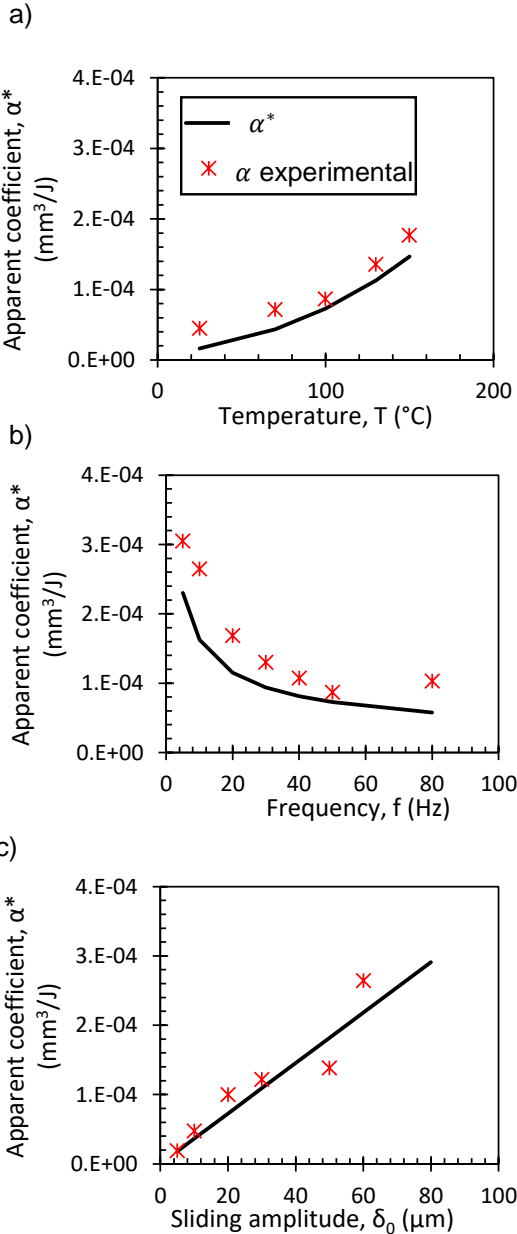 a)
Apparent coefficient, α*
(mm³/J)
4.E-04
3.E-04
2.E-04
1.E-04
0.E+00
α*
α experimental
0
100
200
Temperature, T (°C)
b)
Apparent coefficient, α*
(mm³/J)
4.E-04
3.E-04
2.E-04
1.E-04
0.E+00
0
20
40
60
80
100
Frequency, f (Hz)
c)
Apparent coefficient, α*
(mm³/J)
4.E-04
3.E-04
2.E-04
1.E-04
0.E+00
0
20
40
60
80
100
Sliding amplitude, δ₀ (μm)